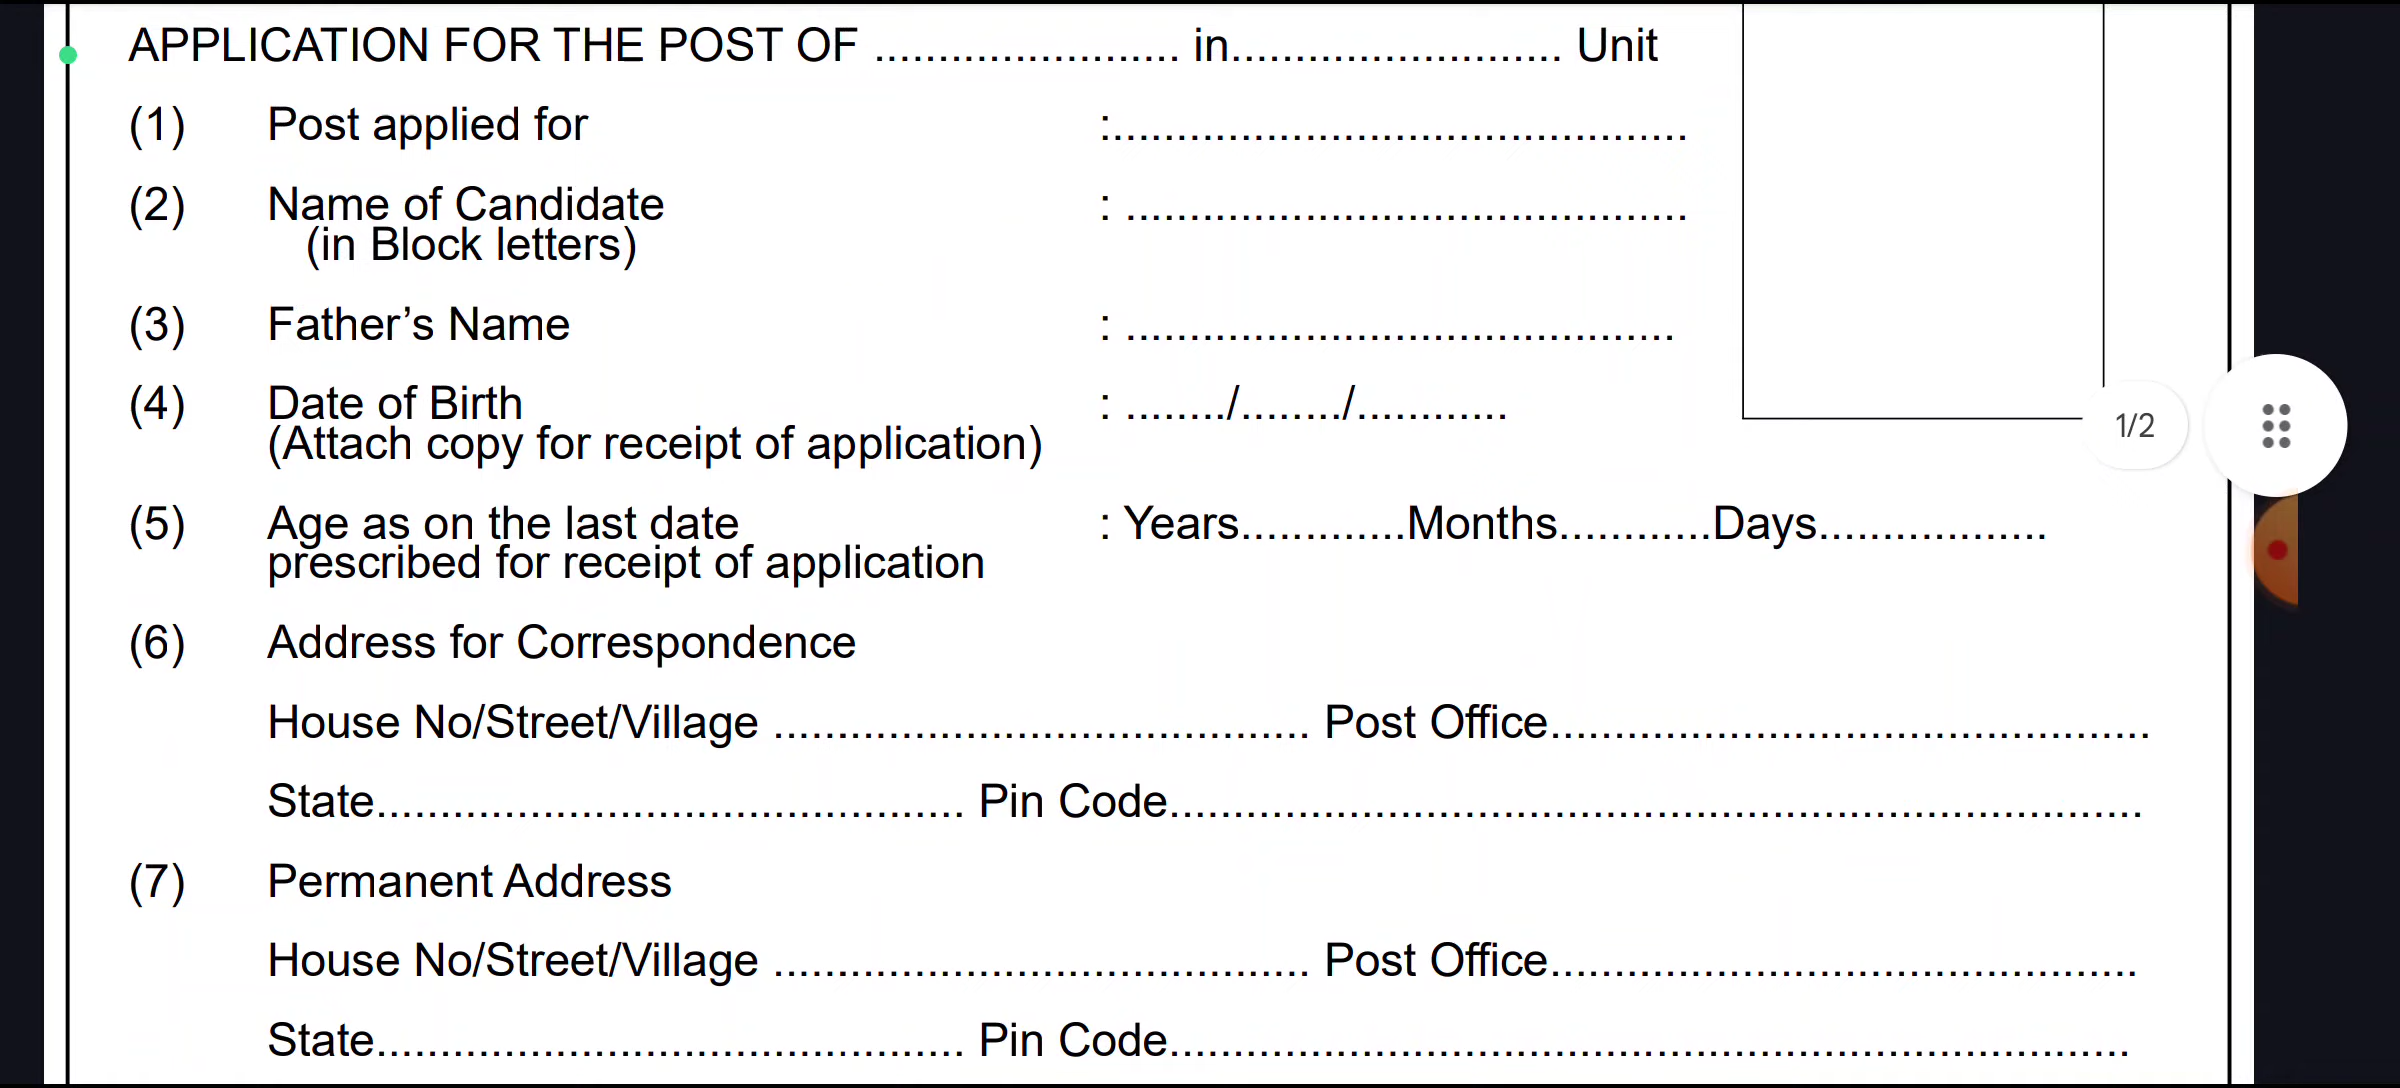 APPLICATION FOR THE POST OF ........................ in.......................... Unit
(1) Post applied for :.............................................
(2) Name of Candidate : ............................................
(in Block letters)
(3) Father’s Name : ...........................................
(4) Date of Birth : ......../......../............
(Attach copy for receipt of application)
(5) Age as on the last date : Years.............Months............Days..................
prescribed for receipt of application
(6) Address for Correspondence
House No/Street/Village .......................................... Post Office...............................................
State.............................................. Pin Code............................................................................
(7) Permanent Address
House No/Street/Village .......................................... Post Office..............................................
State.............................................. Pin Code...........................................................................
1/2